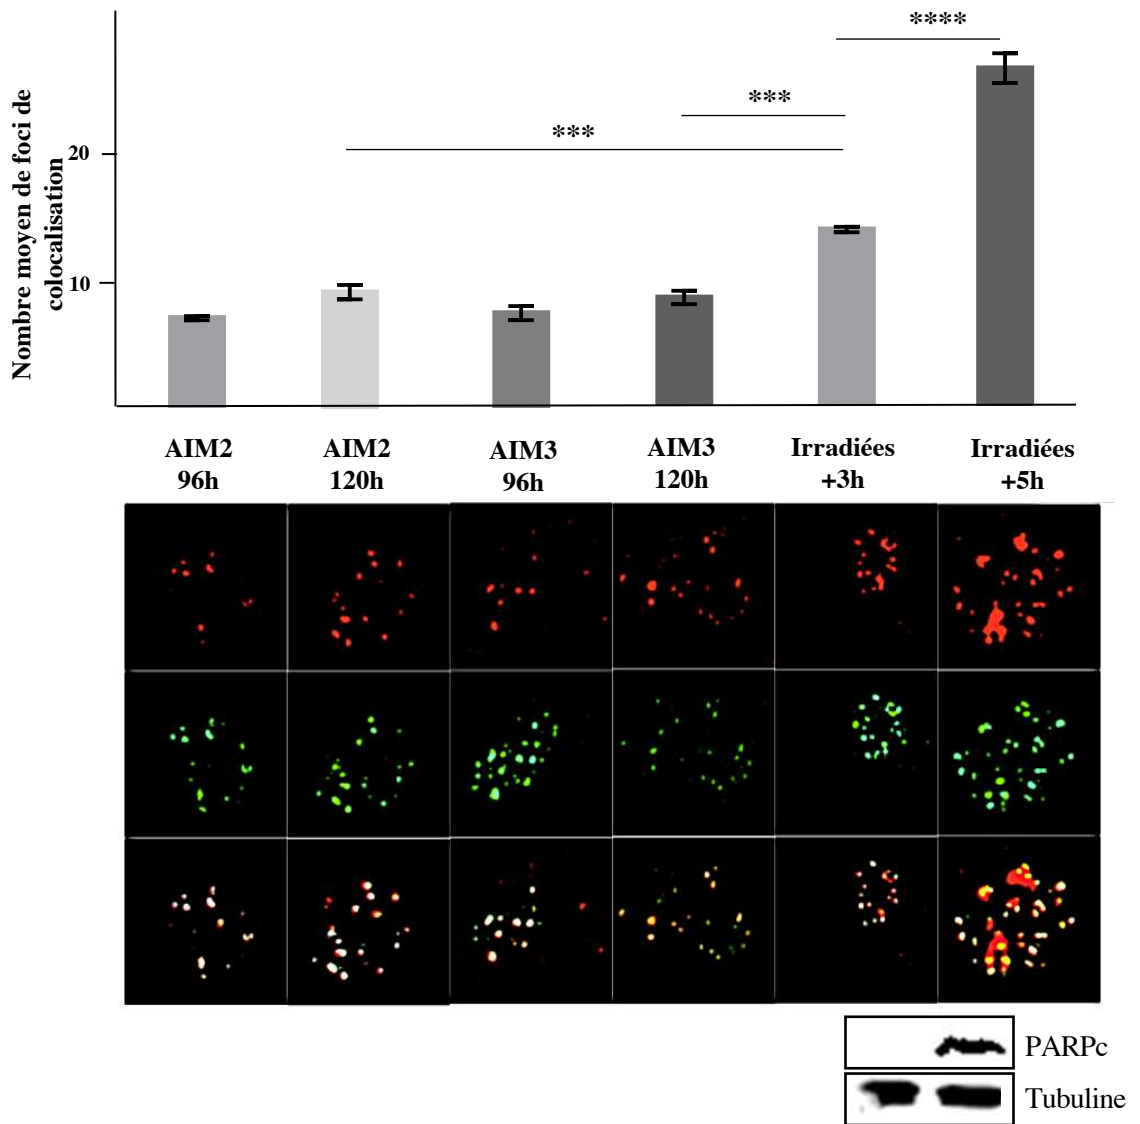 ****
***
***
Nombre moyen de foci de
colocalisation
20
10
AIM2
96h
AIM2
120h
AIM3
96h
AIM3
120h
Irradiées
+3h
Irradiées
+5h
PARPc
Tubuline